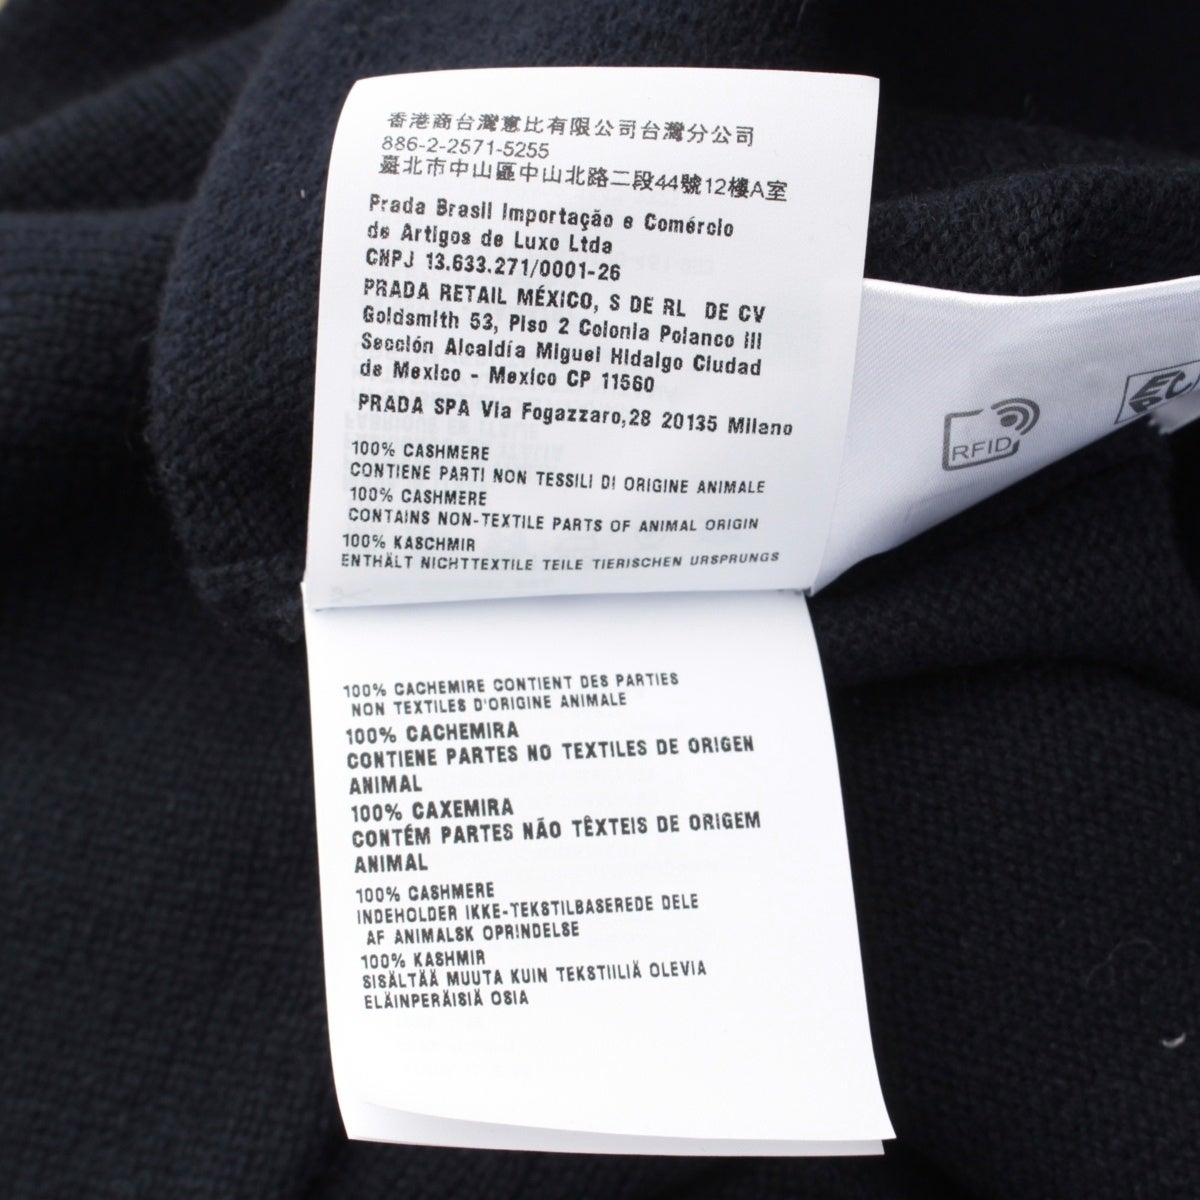 香港商台灣意比有限公司台灣分公司
886-2-2571-5255
臺北市中山區中山北路二段44號12樓A室
Prada Brasil Importação e Comércio
de Artigos de Luxo Ltda
CNPJ 13.633.271/0001-26
PRADA RETAIL MÉXICO, S DE RL DE CV
Goldsmith 53, Piso 2 Colonia Polanco III
Sección Alcaldía Miguel Hidalgo Ciudad
de Mexico - Mexico CP 11560
PRADA SPA Via Fogazzaro,28 20135 Milano
100% CASHMERE
CONTIENE PARTI NON TESSILI DI ORIGINE ANIMALE
100% CASHMERE
CONTAINS NON-TEXTILE PARTS OF ANIMAL ORIGIN
100% KASCHMIR
ENTHÄLT NICHTTEXTILE TEILE TIERISCHEN URSPRUNGS
100% CACHEMIRE CONTIENT DES PARTIES
NON TEXTILES D'ORIGINE ANIMALE
100% CACHEMIRA
CONTIENE PARTES NO TEXTILES DE ORIGEN
ANIMAL
100% CAXEMIRA
CONTÉM PARTES NÃO TÊXTEIS DE ORIGEM
ANIMAL
100% CASHMERE
INDEHOLDER IKKE-TEKSTILBASEREDE DELE
AF ANIMALSK OPRINDELSE
100% KASHMIR
SISÄLTÄÄ MUUTA KUIN TEKSTIILIÄ OLEVIA
ELÄINPERÄISIÄ OSIA
RFID